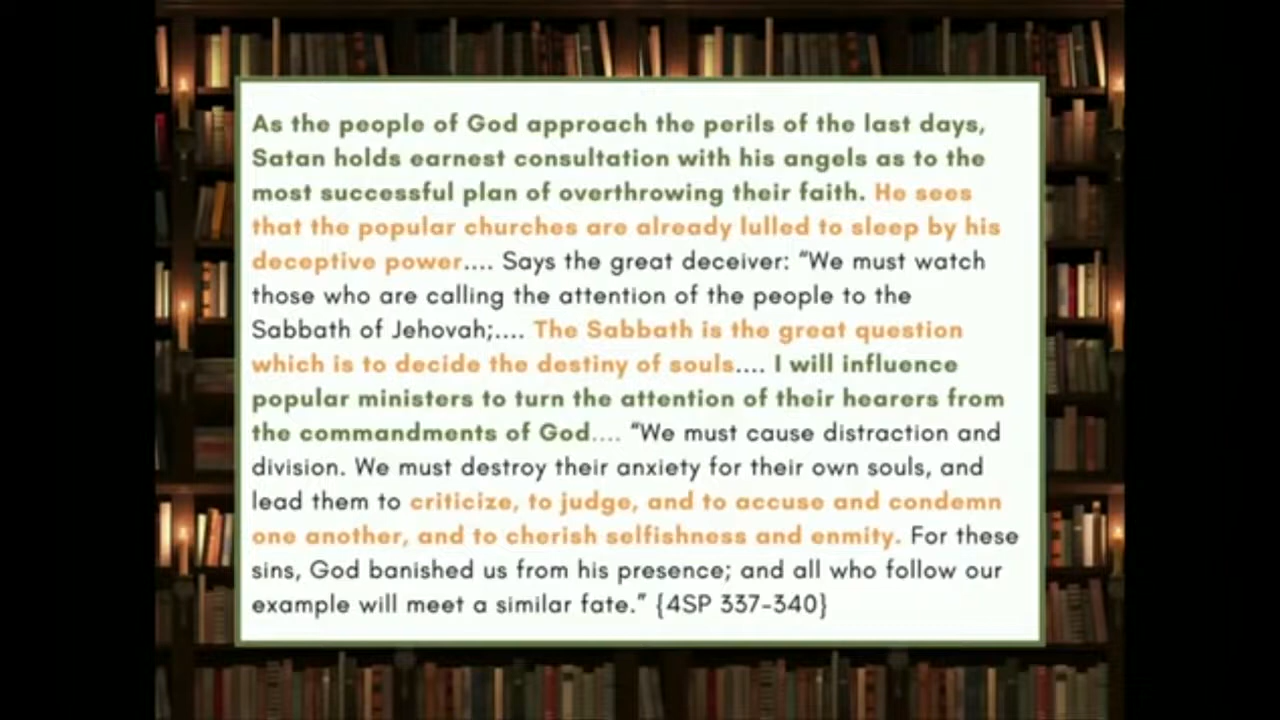 As the people of God approach the perils of the last days,
Satan holds earnest consultation with his angels as to the
most successful plan of overthrowing their faith. He sees
that the popular churches are already lulled to sleep by his
deceptive power.... Says the great deceiver: “We must watch
those who are calling the attention of the people to the
Sabbath of Jehovah;.... The Sabbath is the great question
which is to decide the destiny of souls.... I will influence
popular ministers to turn the attention of their hearers from
the commandments of God.... “We must cause distraction and
division. We must destroy their anxiety for their own souls, and
lead them to criticize, to judge, and to accuse and condemn
one another, and to cherish selfishness and enmity. For these
sins, God banished us from his presence; and all who follow our
example will meet a similar fate.” {4SP 337-340}